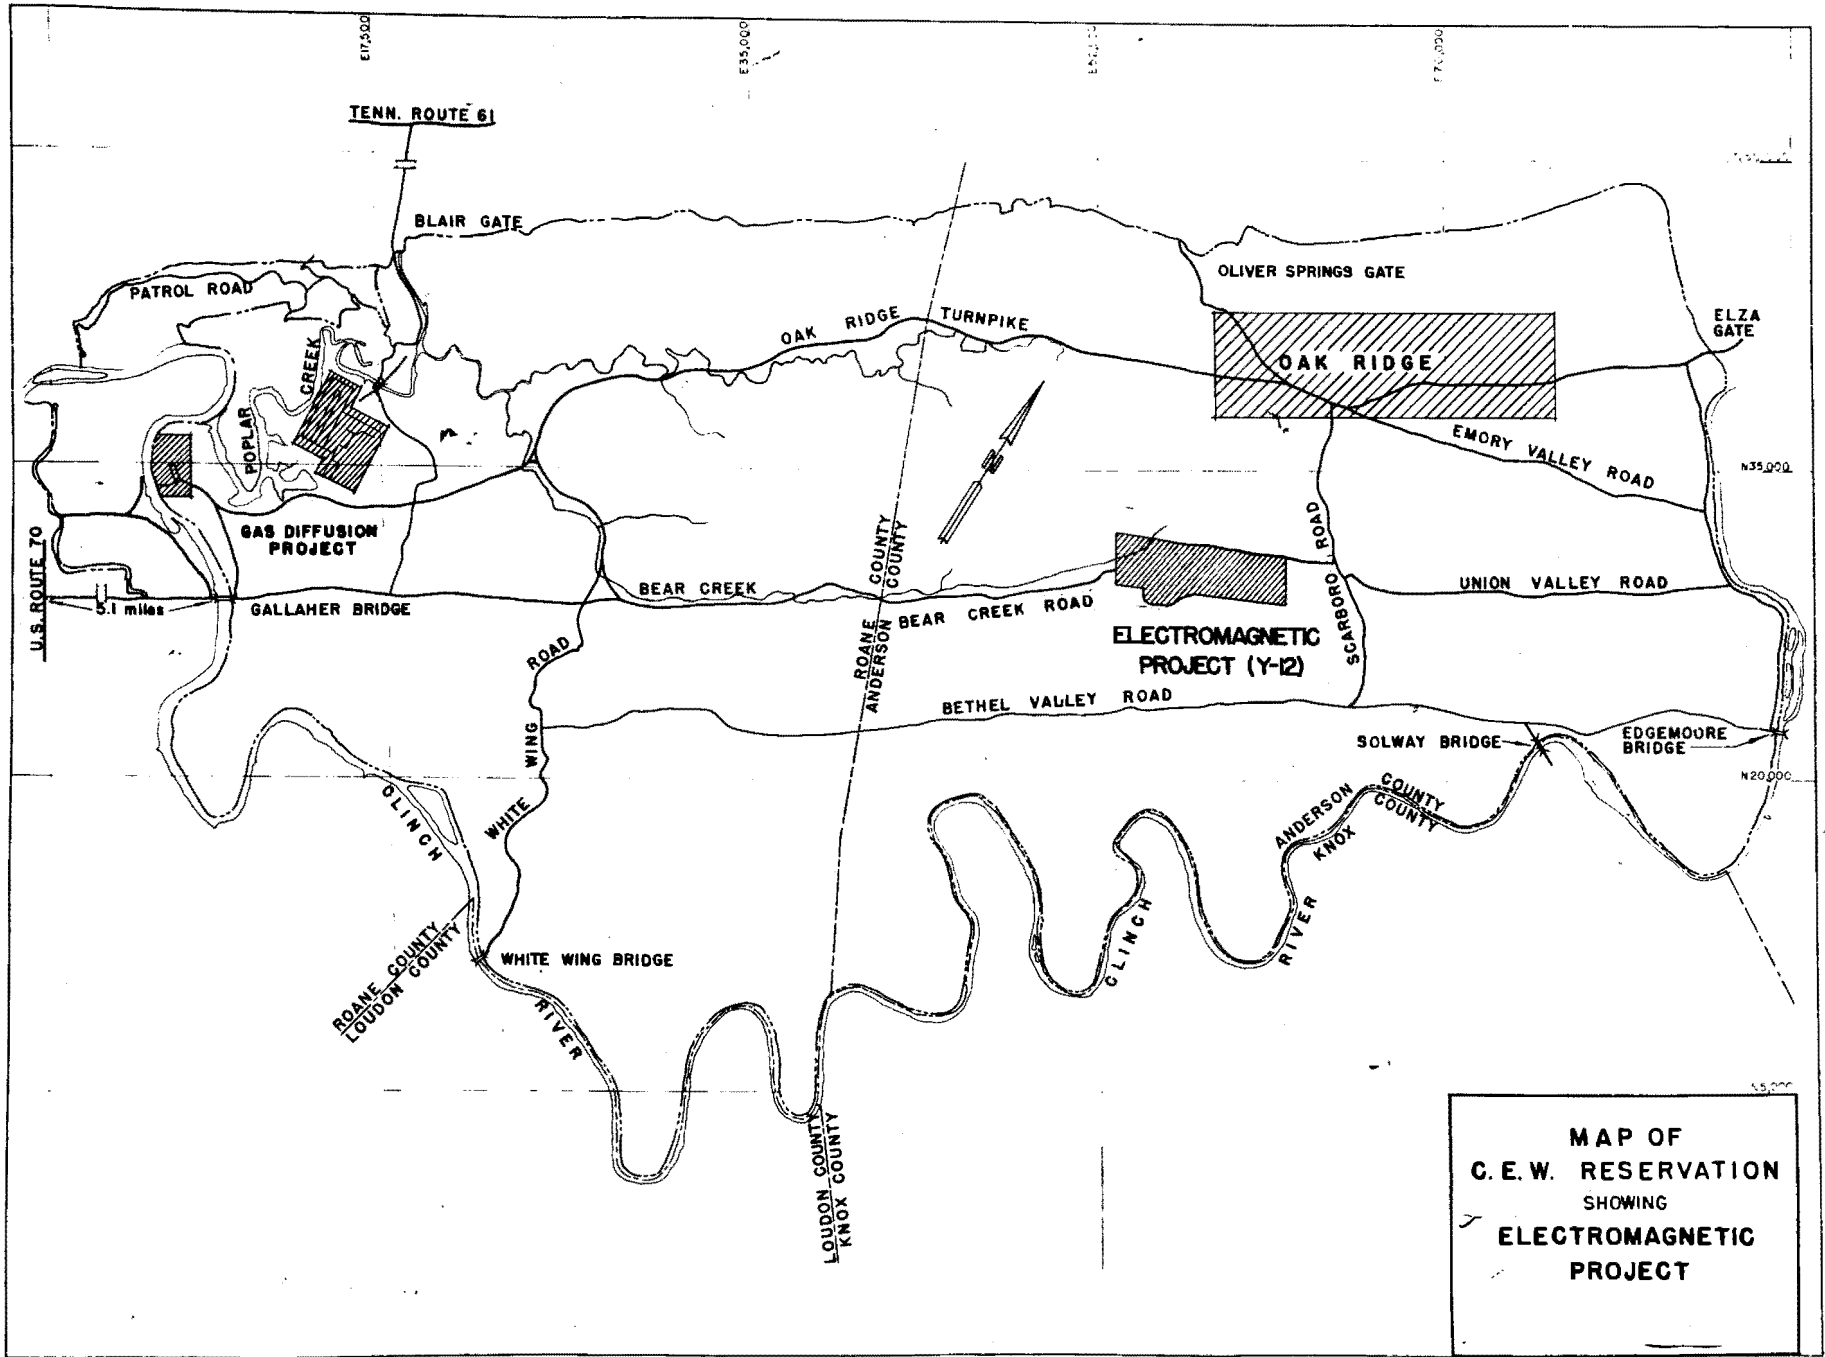 E17,500
E35,000
TENN. ROUTE 61
BLAIR GATE
PATROL ROAD
OLIVER SPRINGS GATE
OAK RIDGE TURNPIKE
ELZA
GATE
OAK RIDGE
POPLAR CREEK
EMORY VALLEY ROAD
N35,000
GAS DIFFUSION
PROJECT
U.S. ROUTE 70
5.1 miles
GALLAHER BRIDGE
BEAR CREEK
BEAR CREEK ROAD
ROANE COUNTY
ANDERSON COUNTY
SCARBORO ROAD
UNION VALLEY ROAD
ELECTROMAGNETIC
PROJECT (Y-12)
WHITE WING ROAD
BETHEL VALLEY ROAD
SOLWAY BRIDGE
EDGEMOORE
BRIDGE
N20,000
CLINCH
RIVER
ANDERSON COUNTY
KNOX COUNTY
ROANE COUNTY
LOUDON COUNTY
WHITE WING BRIDGE
CLINCH
RIVER
LOUDON COUNTY
KNOX COUNTY
N
MAP OF
C.E.W. RESERVATION
SHOWING
ELECTROMAGNETIC
PROJECT